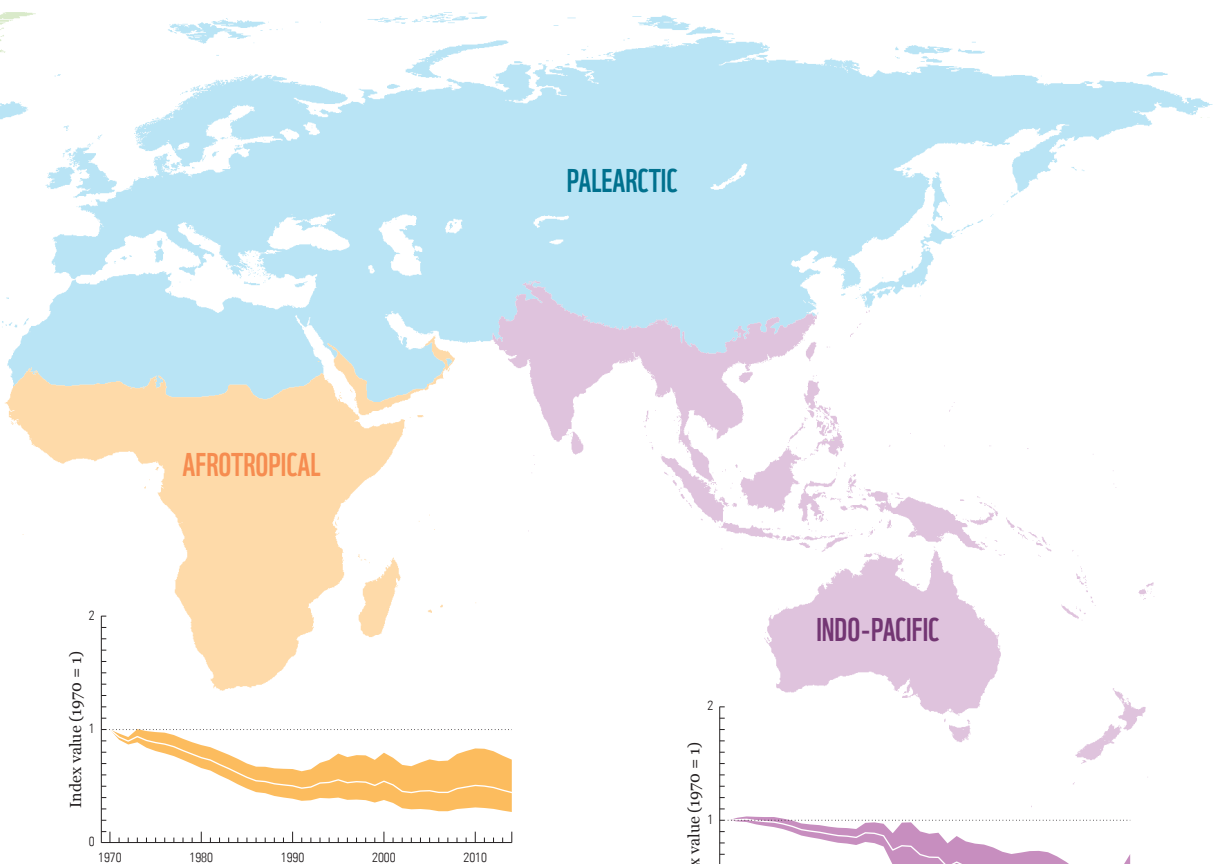 PALEARCTIC
AFROTROPICAL
INDO-PACIFIC
2
1
0
Index value (1970 = 1)
1970 1980 1990 2000 2010
2
1
value (1970 = 1)